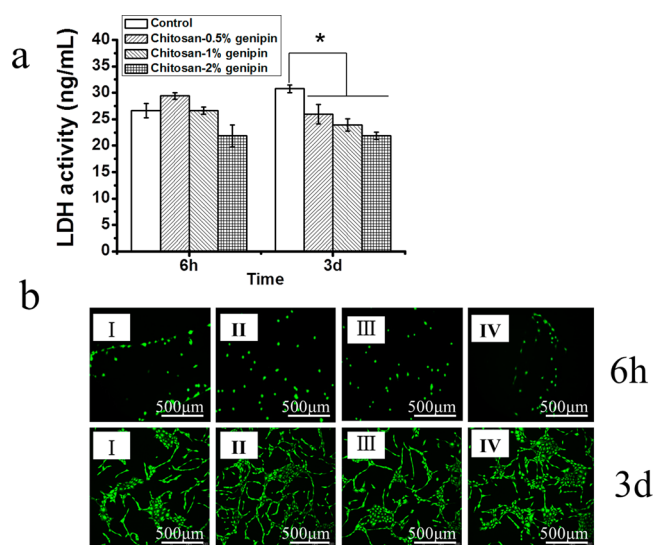 a
LDH activity (ng/mL)
40
35
30
25
20
15
10
5
0
Control
Chitosan-0.5% genipin
Chitosan-1% genipin
Chitosan-2% genipin
*
6h 3d
Time
b
I II III IV
500μm 500μm 500μm 500μm
6h
I II III IV
500μm 500μm 500μm 500μm
3d